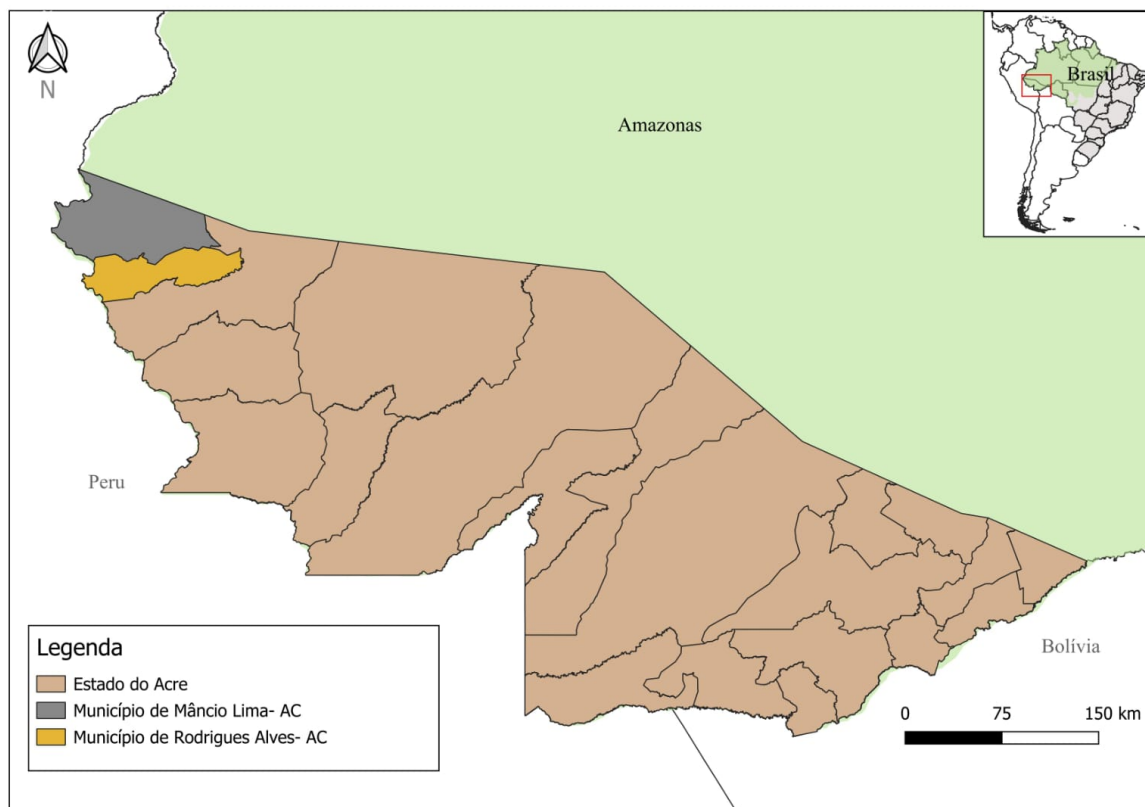 N
Brasil
Amazonas
Peru
Bolívia
Legenda
Estado do Acre
Município de Mâncio Lima- AC
Município de Rodrigues Alves- AC
0 75 150 km